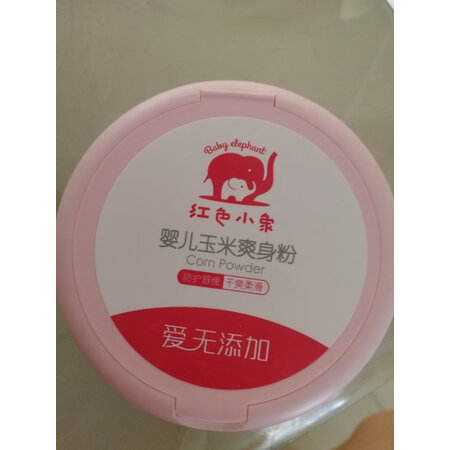 Baby elephant
红色小象
婴儿玉米爽身粉
Corn Powder
防护舒缓 干爽柔滑
爱无添加